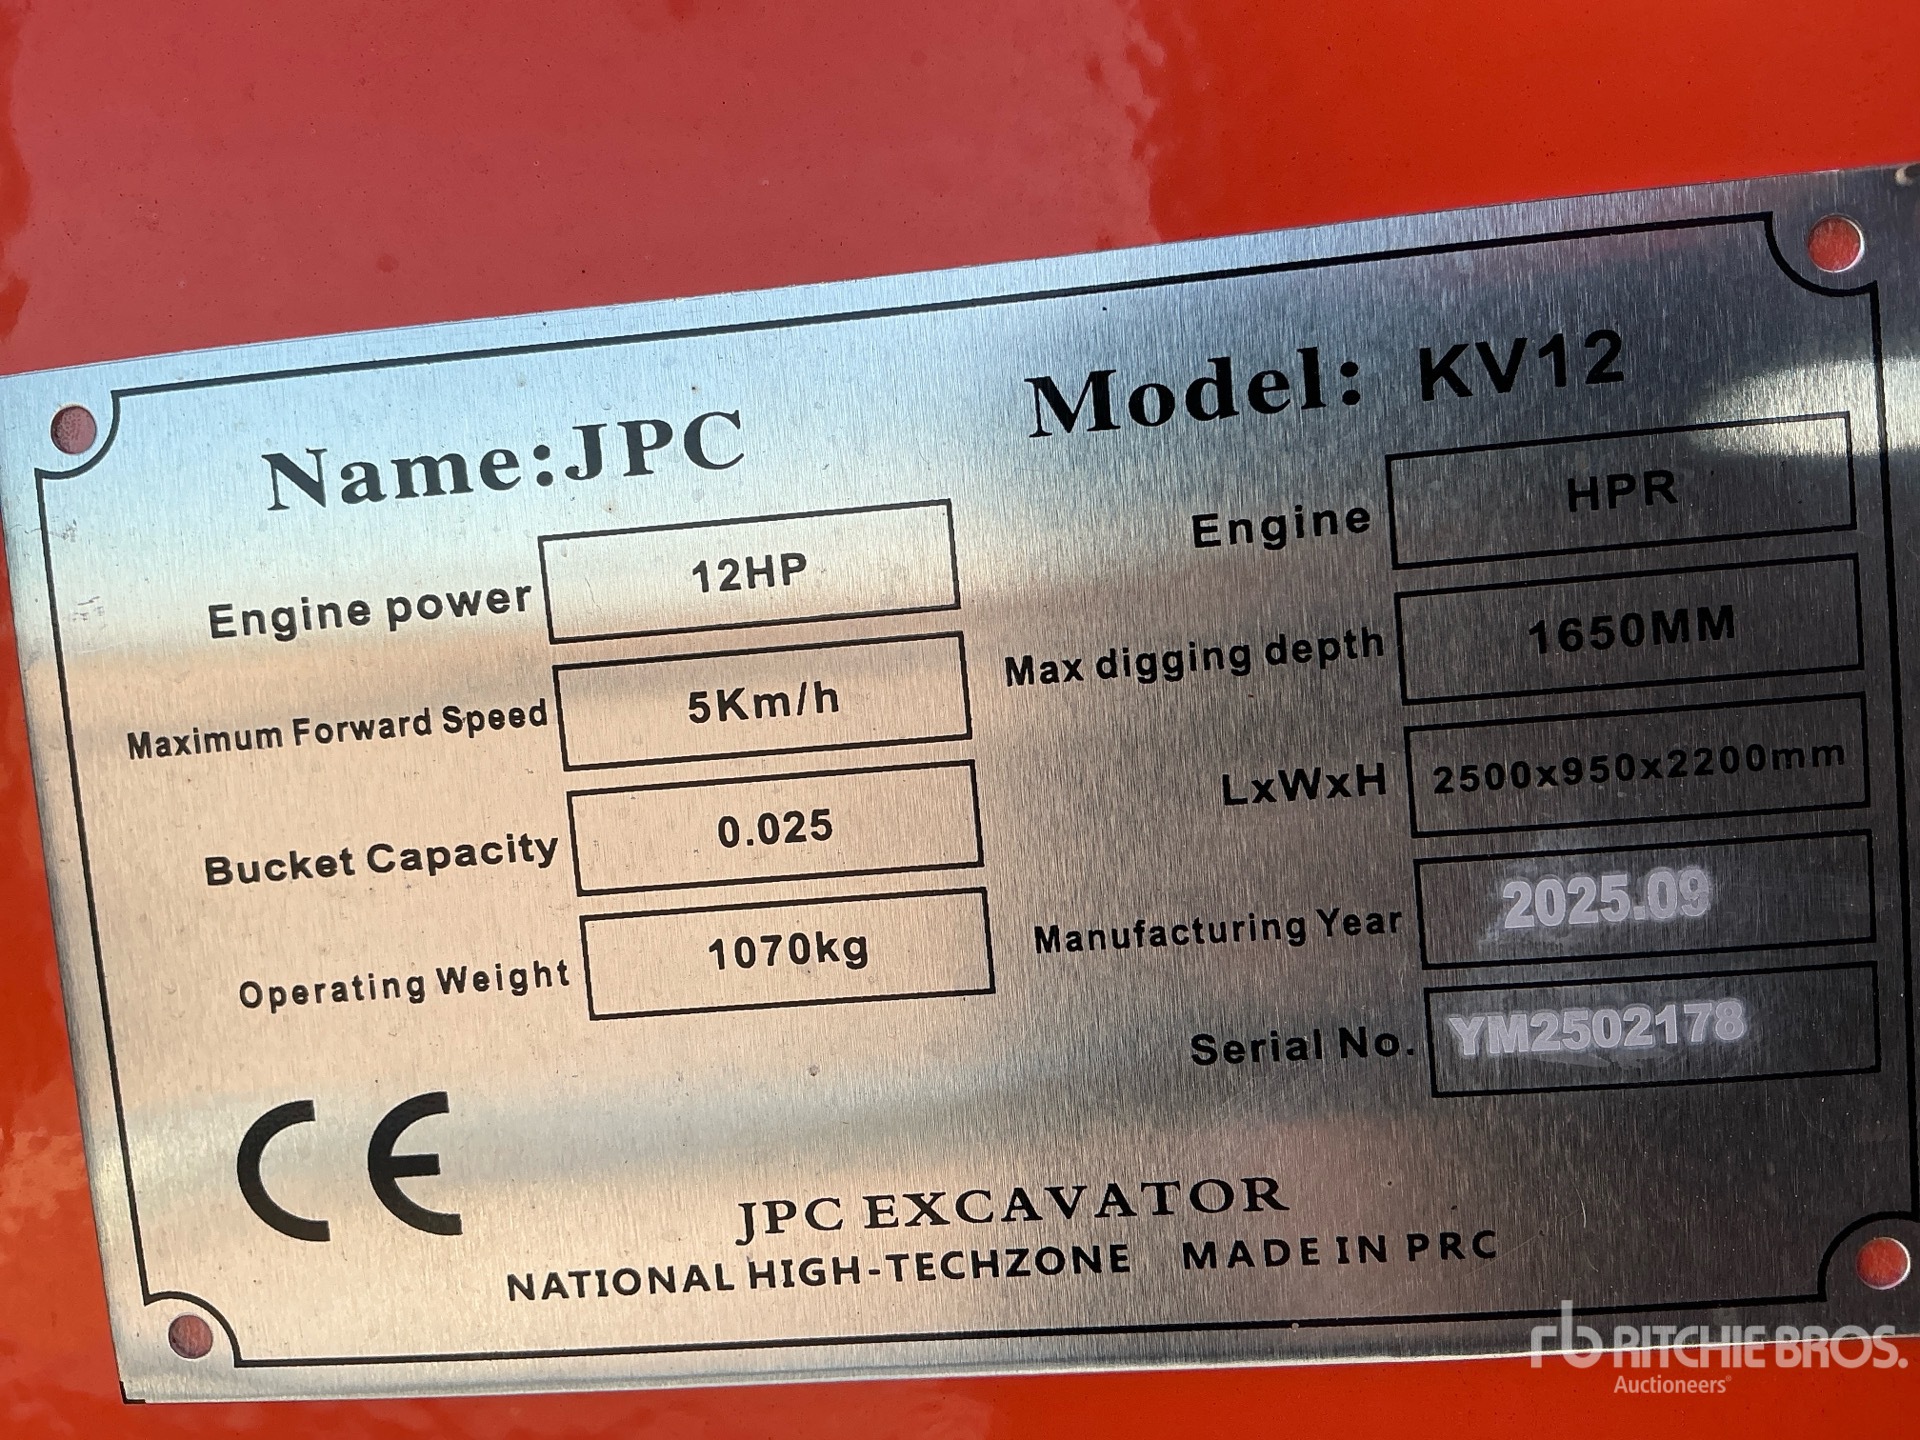 Name:JPC
Model: KV12
Engine power 12HP
Engine HPR
Maximum Forward Speed 5Km/h
Max digging depth 1650MM
Bucket Capacity 0.025
LxWxH 2500x950x2200mm
Operating Weight 1070kg
Manufacturing Year 2025.09
Serial No. YM2502178
CE
JPC EXCAVATOR
NATIONAL HIGH-TECHZONE MADE IN PRC
rb RITCHIE BROS.
Auctioneers